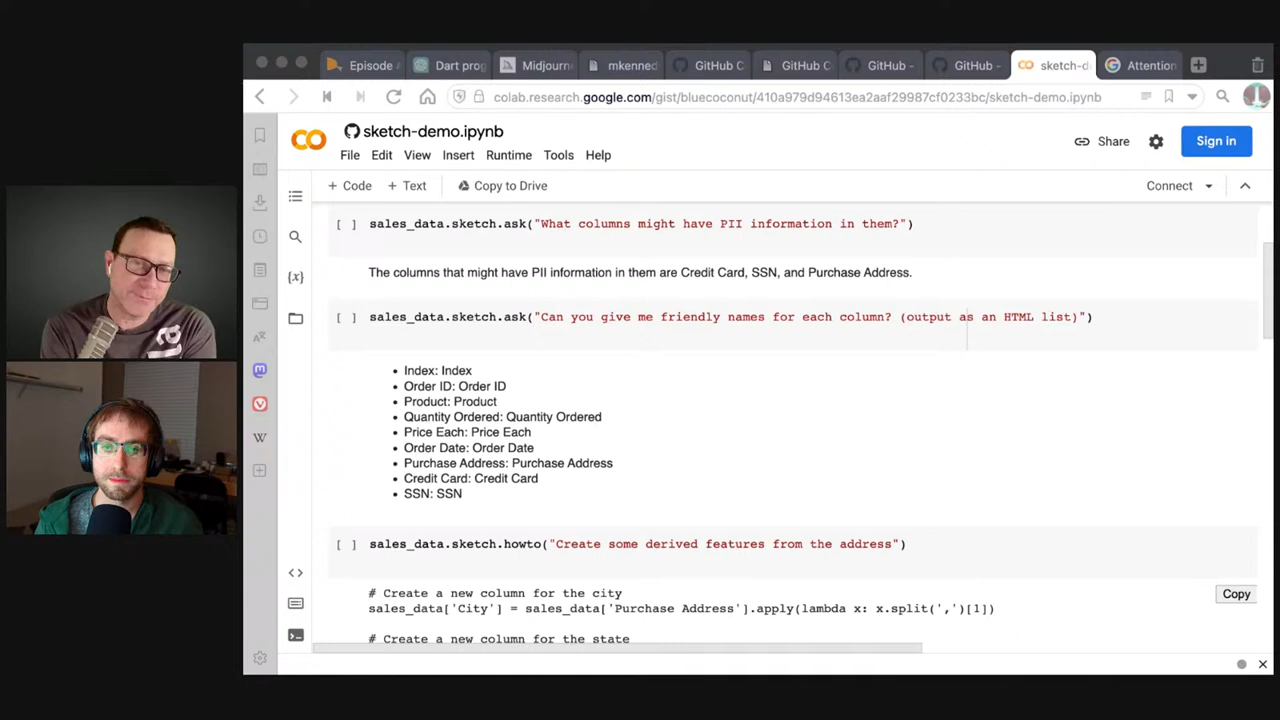 Episode
Dart prog
Midjourn
mkenned
GitHub C
GitHub C
GitHub -
GitHub -
sketch-d
Attention
colab.research.google.com/gist/bluecoconut/410a979d94613ea2aaf29987cf0233bc/sketch-demo.ipynb
sketch-demo.ipynb
File Edit View Insert Runtime Tools Help
Share
Sign in
+ Code + Text Copy to Drive
Connect
[ ] sales_data.sketch.ask("What columns might have PII information in them?")
The columns that might have PII information in them are Credit Card, SSN, and Purchase Address.
[ ] sales_data.sketch.ask("Can you give me friendly names for each column? (output as an HTML list)")
• Index: Index
• Order ID: Order ID
• Product: Product
• Quantity Ordered: Quantity Ordered
• Price Each: Price Each
• Order Date: Order Date
• Purchase Address: Purchase Address
• Credit Card: Credit Card
• SSN: SSN
[ ] sales_data.sketch.howto("Create some derived features from the address")
# Create a new column for the city
Copy
sales_data['City'] = sales_data['Purchase Address'].apply(lambda x: x.split(',')[1])
# Create a new column for the state